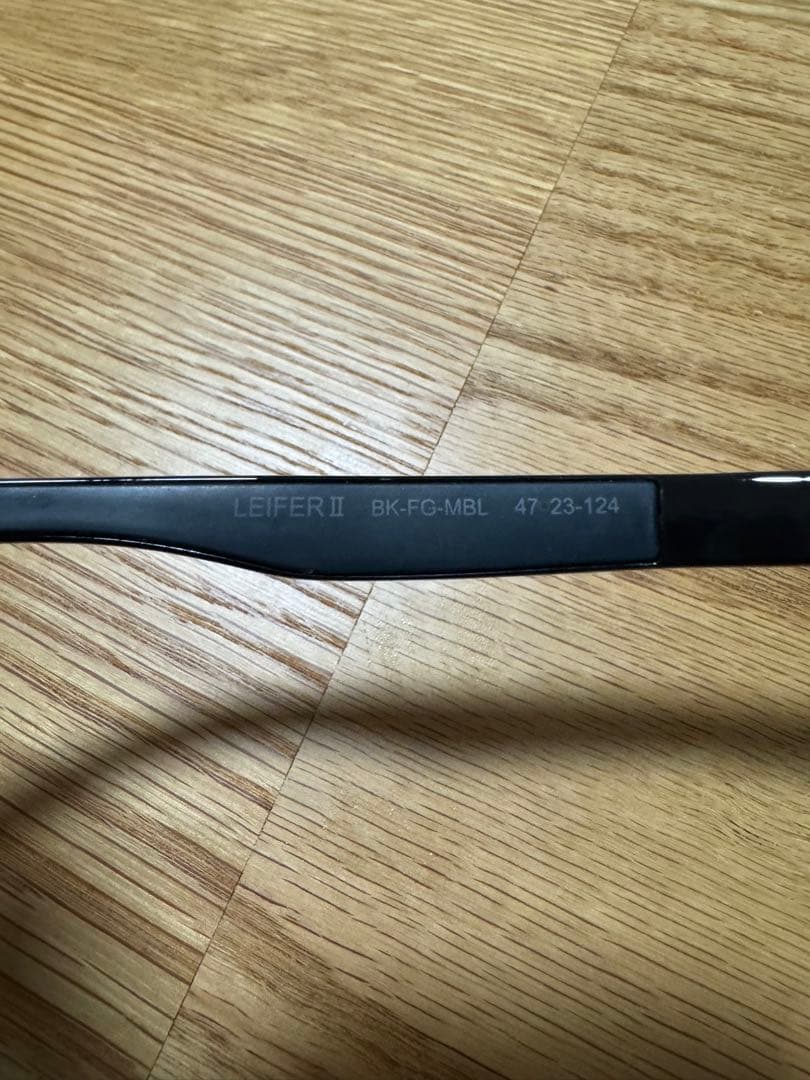 LEIFER II BK-FG-MBL 47 23-124